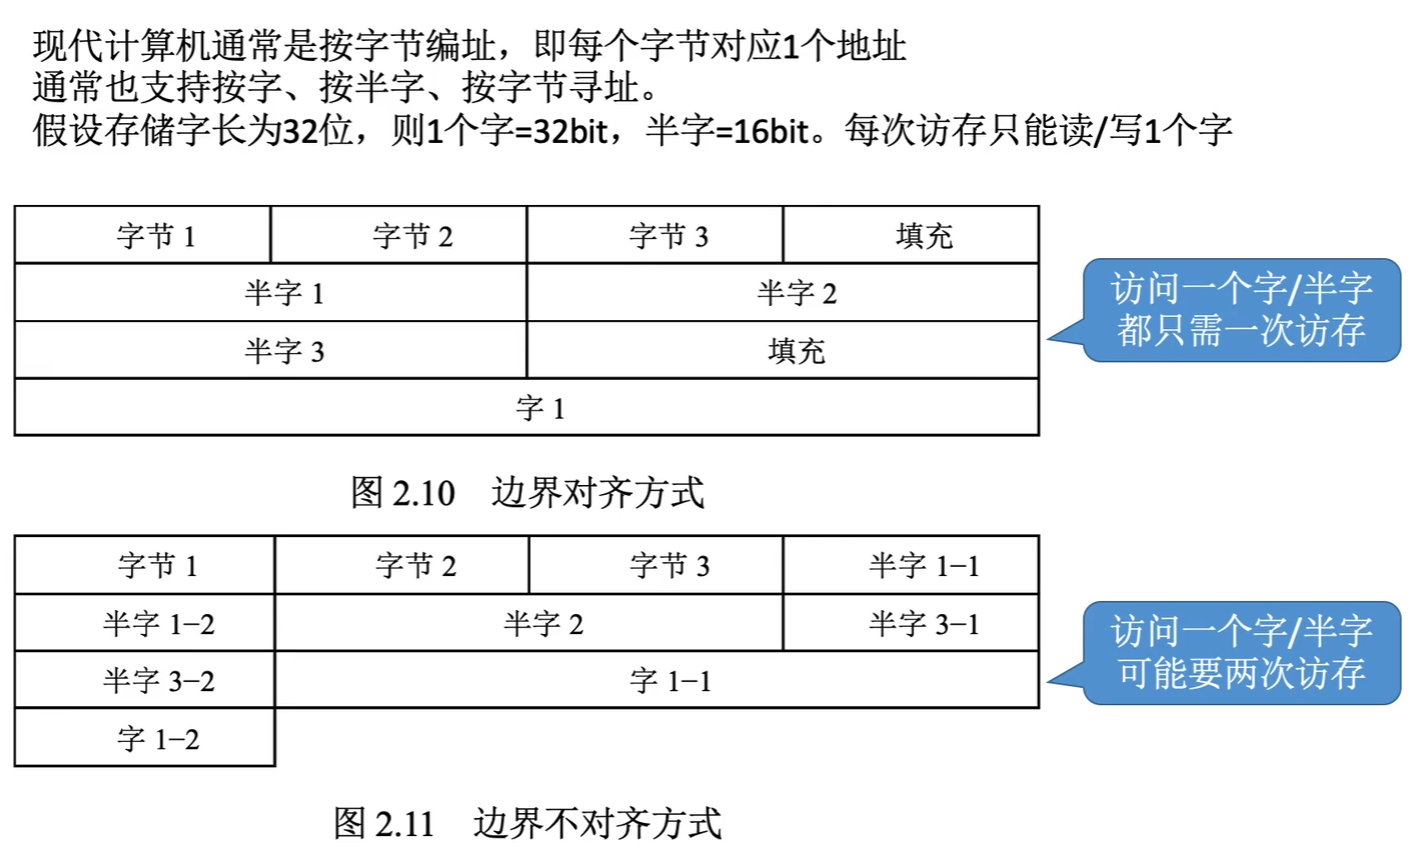 现代计算机通常是按字节编址，即每个字节对应1个地址
通常也支持按字、按半字、按字节寻址。
假设存储字长为32位，则1个字=32bit，半字=16bit。每次访存只能读/写1个字
字节 1 字节 2 字节 3 填充
半字 1 半字 2
半字 3 填充
字 1
访问一个字/半字
都只需一次访存
图 2.10 边界对齐方式
字节 1 字节 2 字节 3 半字 1−1
半字 1−2 半字 2 半字 3−1
半字 3−2 字 1−1
字 1−2
访问一个字/半字
可能要两次访存
图 2.11 边界不对齐方式